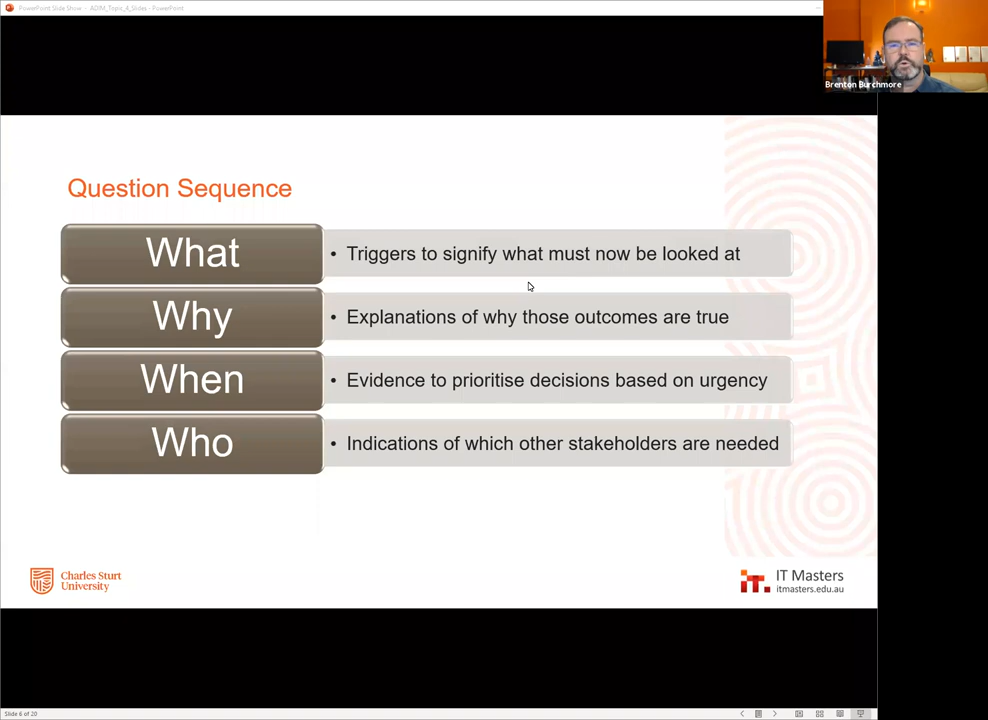 PowerPoint Slide Show - ADIM_Topic_4_Slides - PowerPoint
Brenton Burchmore
Question Sequence
What
• Triggers to signify what must now be looked at
Why
• Explanations of why those outcomes are true
When
• Evidence to prioritise decisions based on urgency
Who
• Indications of which other stakeholders are needed
Charles Sturt
University
IT Masters
itmasters.edu.au
Slide 6 of 20